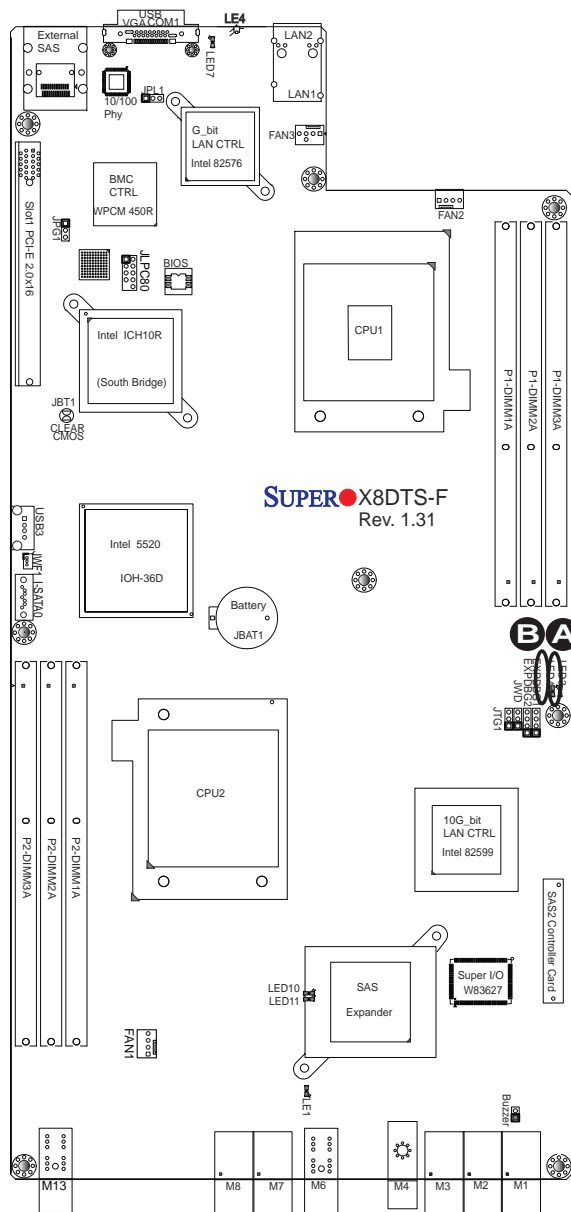 USB
VGA COM1
LE4
External
SAS
LED7
LAN2
LAN1
10/100
Phy
JPL1
G_bit
LAN CTRL
Intel 82576
FAN3
FAN2
BMC
CTRL
WPCM 450R
Slot1 PCI-E 2.0x16
JPG1
JLPC80
BIOS
CPU1
P1-DIMM1A
P1-DIMM2A
P1-DIMM3A
Intel ICH10R
(South Bridge)
JBT1
CLEAR
CMOS
SUPER X8DTS-F
Rev. 1.31
USB3
JWF1
I-SATA0
Intel 5520
IOH-36D
Battery
JBAT1
B
A
EXPDBG2
JWD
JTG1
CPU2
P2-DIMM3A
P2-DIMM2A
P2-DIMM1A
10G_bit
LAN CTRL
Intel 82599
SAS2 Controller Card
LED10
LED11
SAS
Expander
Super I/O
W83627
FAN1
LE1
Buzzer
M13
M8
M7
M6
M4
M3
M2
M1